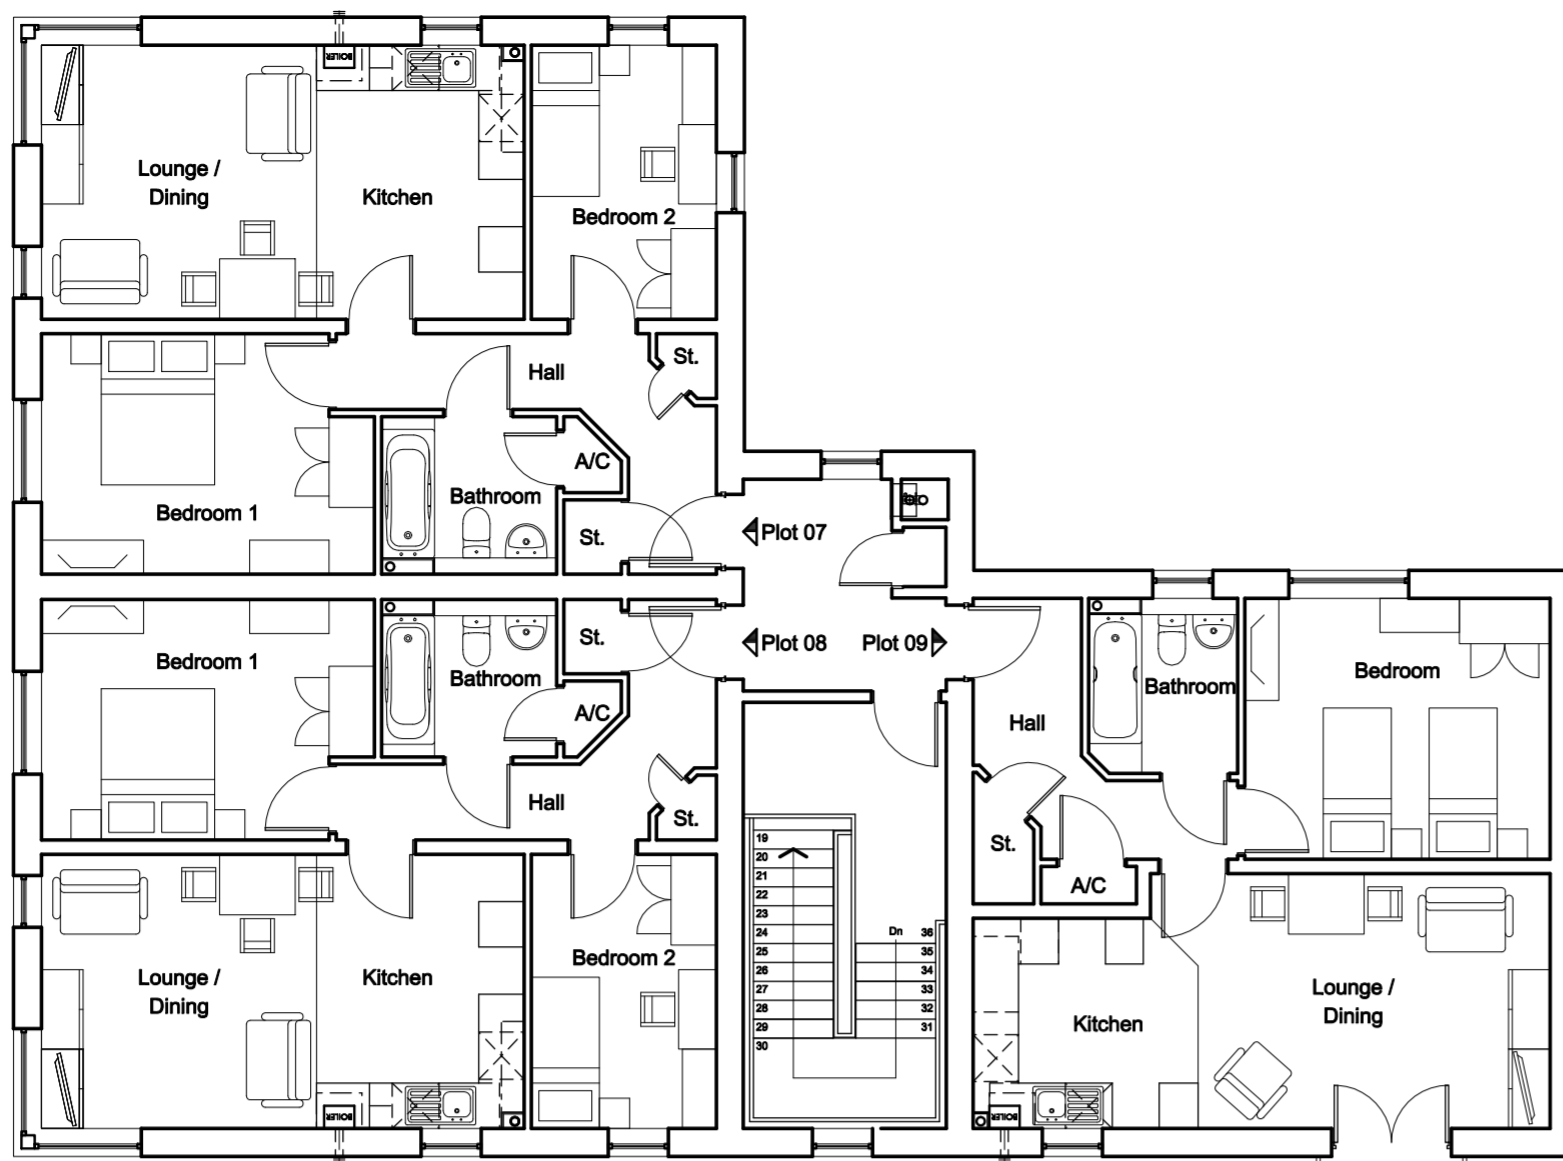 BOILER
Lounge /
Dining
Kitchen
Bedroom 2
St.
Hall
A/C
Bathroom
Bedroom 1
St.
Plot 07
St.
Plot 08
Plot 09
Bedroom 1
Bathroom
A/C
Hall
St.
Bedroom
Bathroom
Hall
St.
A/C
19
20
21
22
23
24
25
26
27
28
29
30
Dn
36
35
34
33
32
31
Lounge /
Dining
Kitchen
Bedroom 2
BOILER
Kitchen
Lounge /
Dining
BOILER